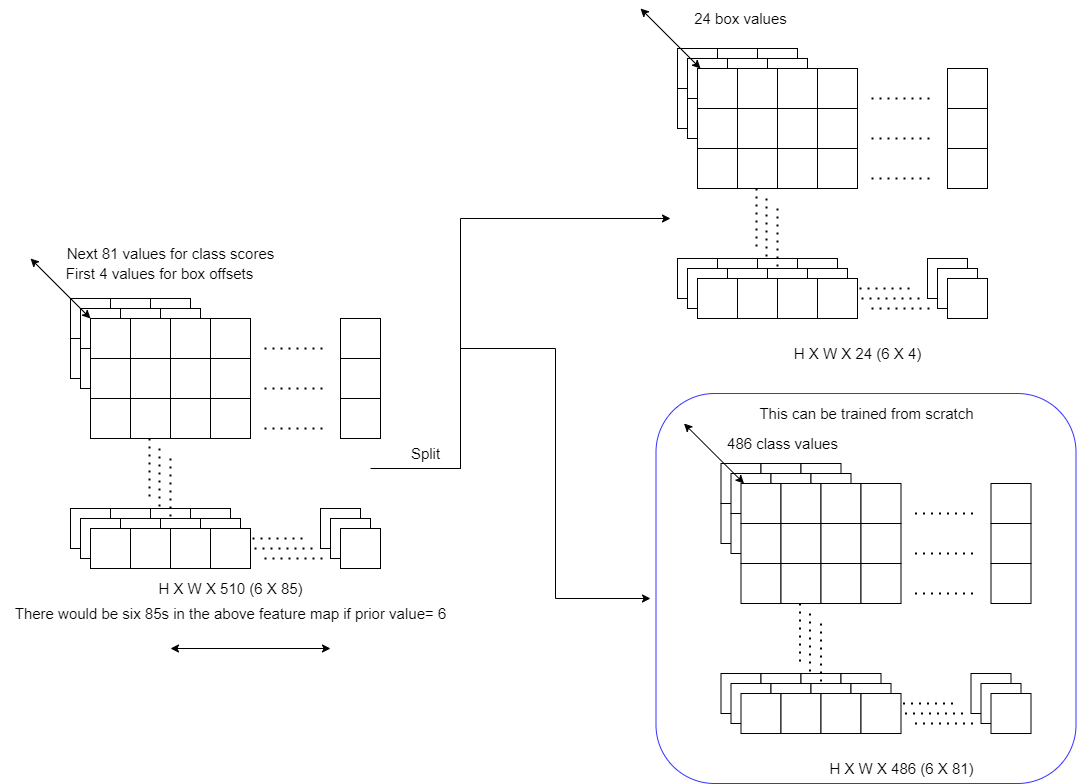 24 box values
H X W X 24 (6 X 4)
Next 81 values for class scores
First 4 values for box offsets
Split
H X W X 510 (6 X 85)
There would be six 85s in the above feature map if prior value= 6
This can be trained from scratch
486 class values
H X W X 486 (6 X 81)